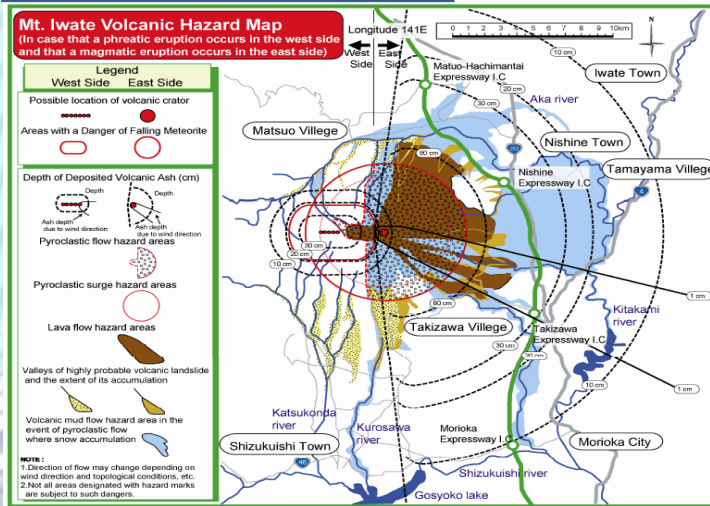 Mt. Iwate Volcanic Hazard Map
(In case that a phreatic eruption occurs in the west side
and that a magmatic eruption occurs in the east side)
Legend
West Side East Side
Possible location of volcanic crator
Areas with a Danger of Falling Meteorite
Depth of Deposited Volcanic Ash (cm)
Depth
Depth
Ash depth
due to wind direction
Ash depth
due to wind direction
Pyroclastic flow hazard areas
Pyroclastic surge hazard areas
Lava flow hazard areas
Valleys of highly probable volcanic landslide
and the extent of its accumulation
Volcanic mud flow hazard area in the
event of pyroclastic flow
where snow accumulation
NOTE :
1.Direction of flow may change depending on
wind direction and topological conditions, etc.
2.Not all areas designated with hazard marks
are subject to such dangers.
Longitude 141E
West
Side
East
Side
0 1 2 3 4 5 6 7 8 9 10km
N
10 cm
Matuo-Hachimantai
Expressway I.C
Iwate Town
20 cm
30 cm
Aka river
Matsuo Villege
80 cm
Nishine Town
Nishine
Expressway I.C
Tamayama Villege
4
30 cm
20 cm
10 cm
1 cm
80 cm
Takizawa Village
Kitakami
river
Takizawa
Expressway I.C
20 cm
10 cm
1 cm
Katsukonda
river
Kurosawa
river
Morioka
Expressway I.C
Morioka City
Shizukuishi Town
46
Shizukuishi river
Gosyoko lake